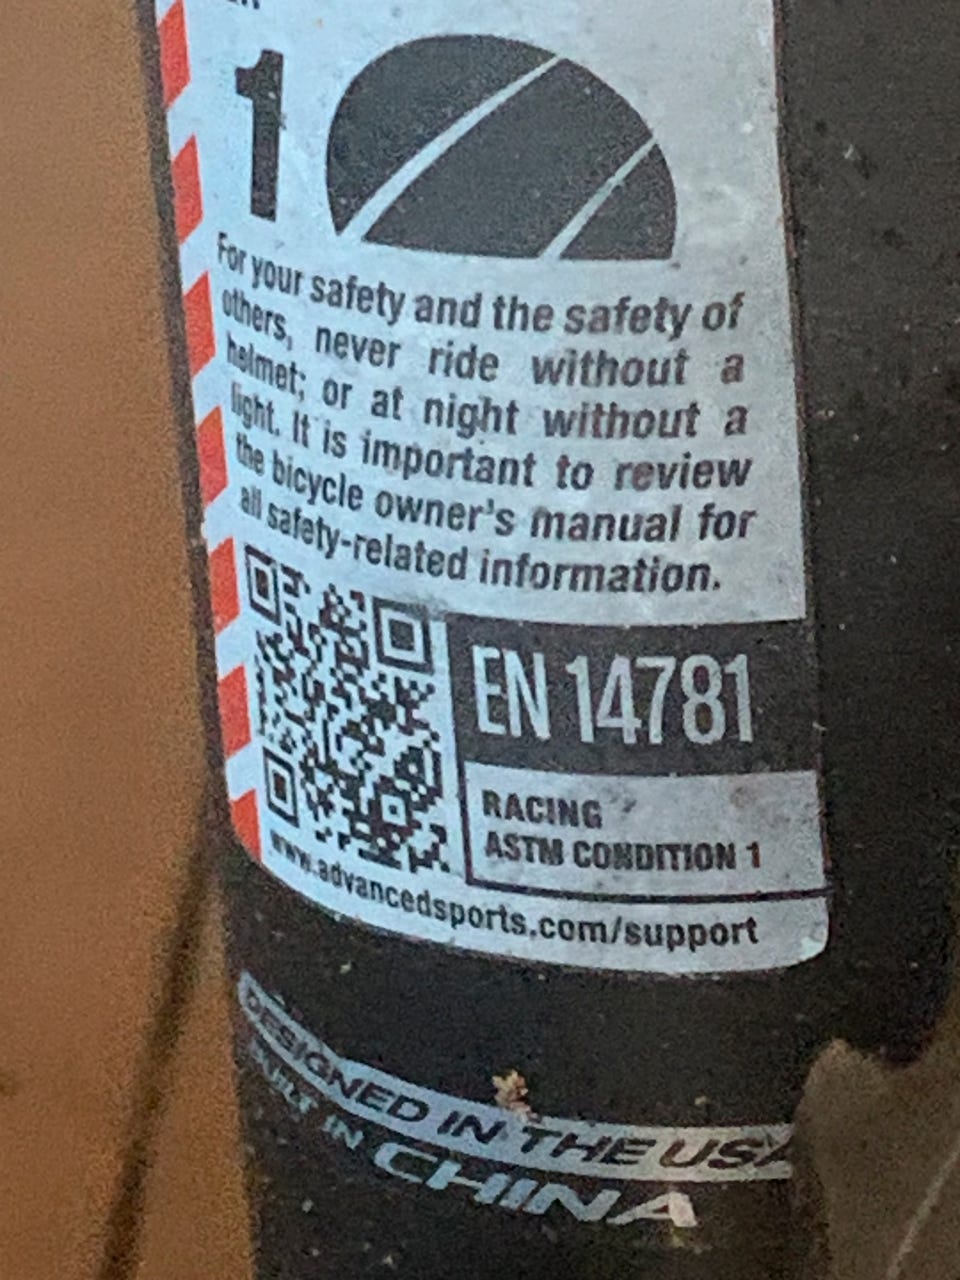 1
For your safety and the safety of
others, never ride without a
helmet; or at night without a
light. It is important to review
the bicycle owner's manual for
all safety-related information.
EN 14781
RACING
ASTM CONDITION 1
www.advancedsports.com/support
DESIGNED IN THE USA
BUILT IN CHINA